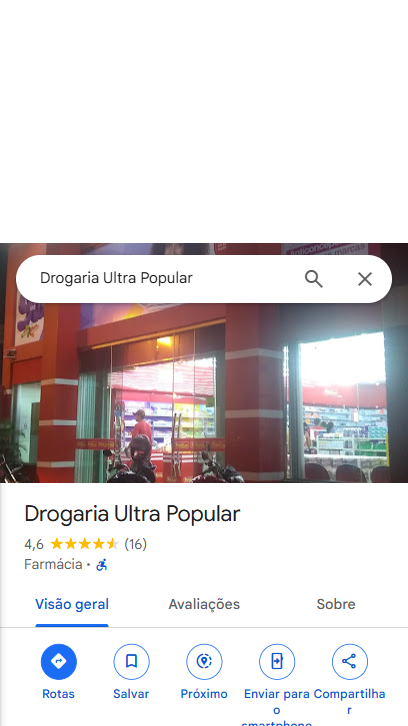 Drogaria Ultra Popular
Drogaria Ultra Popular
4,6 (16)
Farmácia ·
Visão geral Avaliações Sobre
Rotas Salvar Próximo Enviar para o smartphone Compartilhar